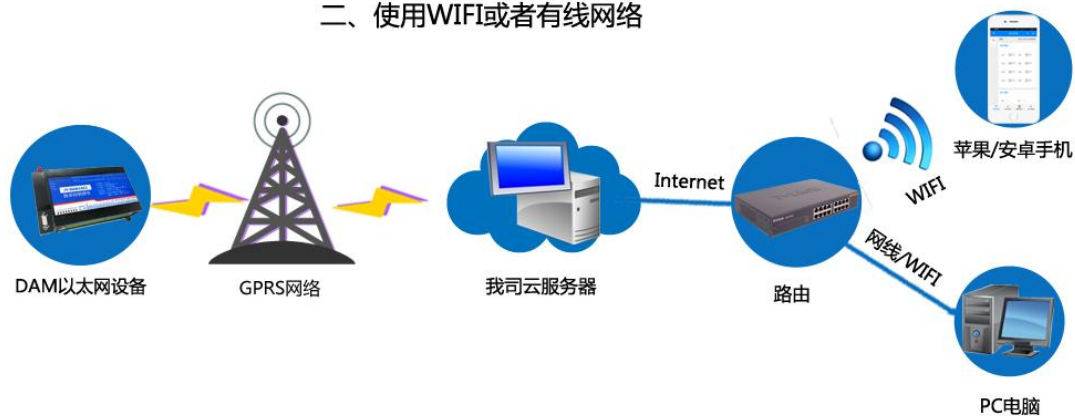 二、使用WIFI或者有线网络
苹果/安卓手机
WIFI
Internet
网线/WIFI
DAM以太网设备
GPRS网络
我司云服务器
路由
PC电脑